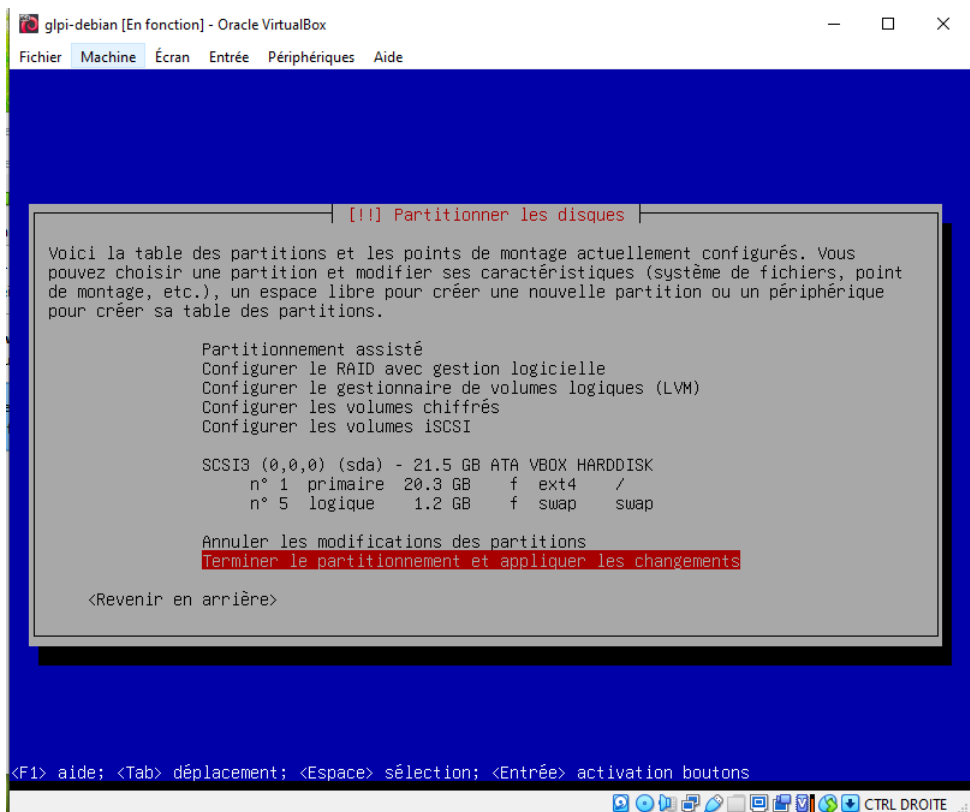 glpi-debian [En fonction] - Oracle VirtualBox
Fichier Machine Écran Entrée Périphériques Aide
[!!] Partitionner les disques
Voici la table des partitions et les points de montage actuellement configurés. Vous
pouvez choisir une partition et modifier ses caractéristiques (système de fichiers, point
de montage, etc.), un espace libre pour créer une nouvelle partition ou un périphérique
pour créer sa table des partitions.
Partitionnement assisté
Configurer le RAID avec gestion logicielle
Configurer le gestionnaire de volumes logiques (LVM)
Configurer les volumes chiffrés
Configurer les volumes iSCSI
SCSI3 (0,0,0) (sda) - 21.5 GB ATA VBOX HARDDISK
n° 1 primaire 20.3 GB f ext4 /
n° 5 logique 1.2 GB f swap swap
Annuler les modifications des partitions
Terminer le partitionnement et appliquer les changements
<Revenir en arrière>
<F1> aide; <Tab> déplacement; <Espace> sélection; <Entrée> activation boutons
CTRL DROITE